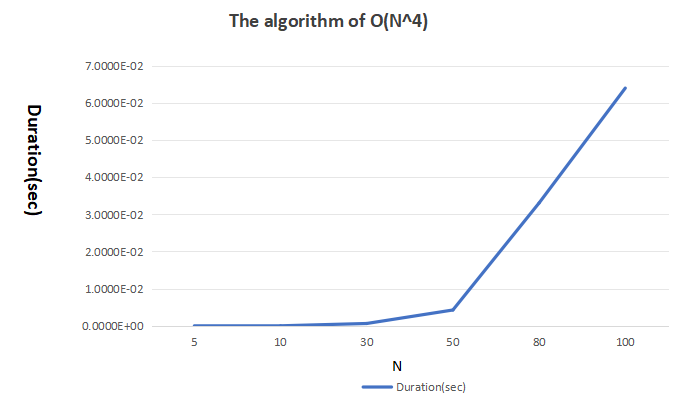 The algorithm of O(N^4)
Duration(sec)
7.0000E-02
6.0000E-02
5.0000E-02
4.0000E-02
3.0000E-02
2.0000E-02
1.0000E-02
0.0000E+00
5 10 30 50 80 100
N
Duration(sec)